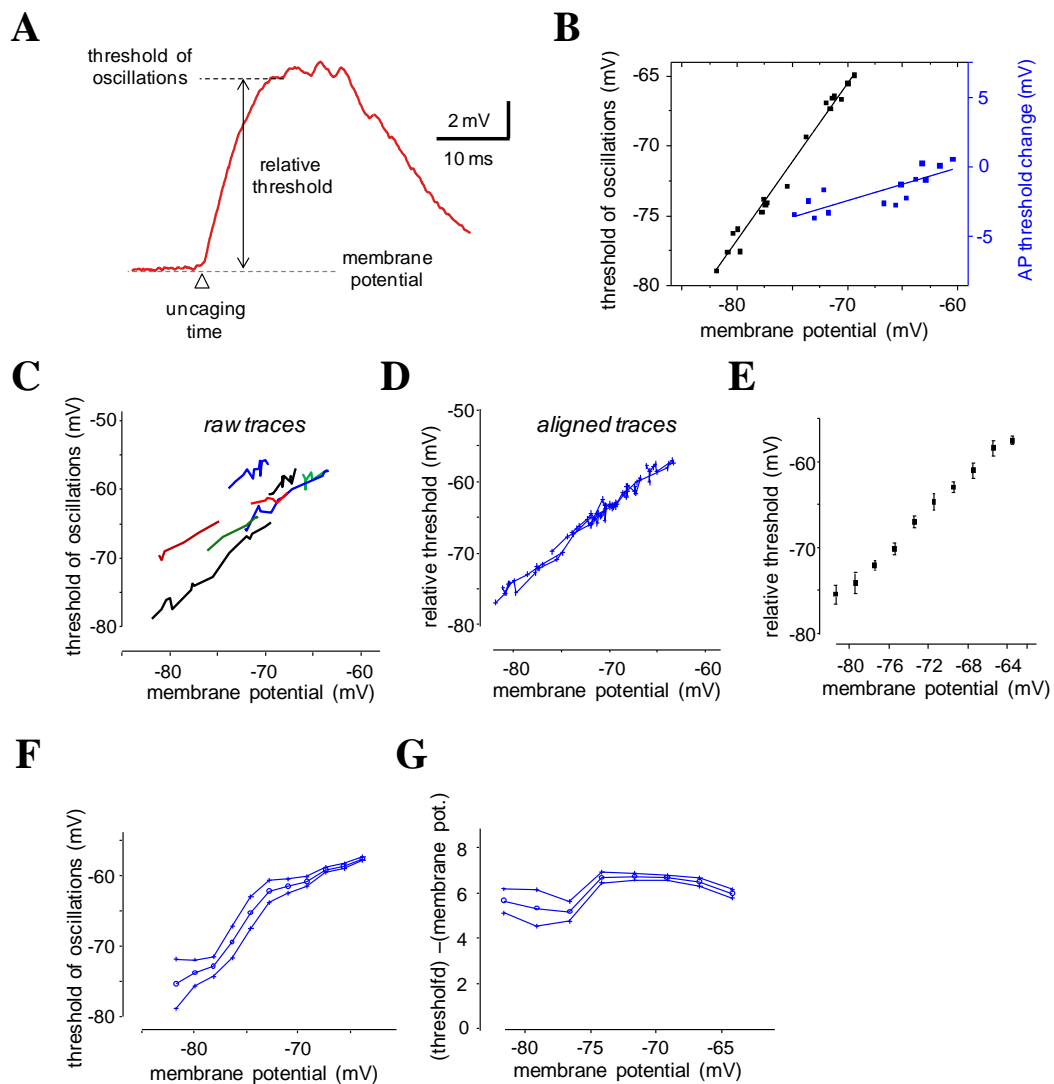 A
threshold of
oscillations
relative
threshold
2 mV
10 ms
membrane
potential
uncaging
time
B
threshold of oscillations (mV)
-65
-70
-75
-80
-80
-70
-60
membrane potential (mV)
5
0
-5
AP threshold change (mV)
C
threshold of oscillations (mV)
-50
-60
-70
-80
raw traces
-80
-70
-60
membrane potential (mV)
D
relative threshold (mV)
-50
-60
-70
-80
aligned traces
-80
-70
-60
membrane potential (mV)
E
relative threshold (mV)
-60
-70
-80
-80
-76
-72
-68
-64
membrane potential (mV)
F
threshold of oscillations (mV)
-60
-70
-80
-80
-70
membrane potential (mV)
G
(thresholfd) –(membrane pot.)
8
6
4
2
0
-80
-75
-70
-65
membrane potential (mV)